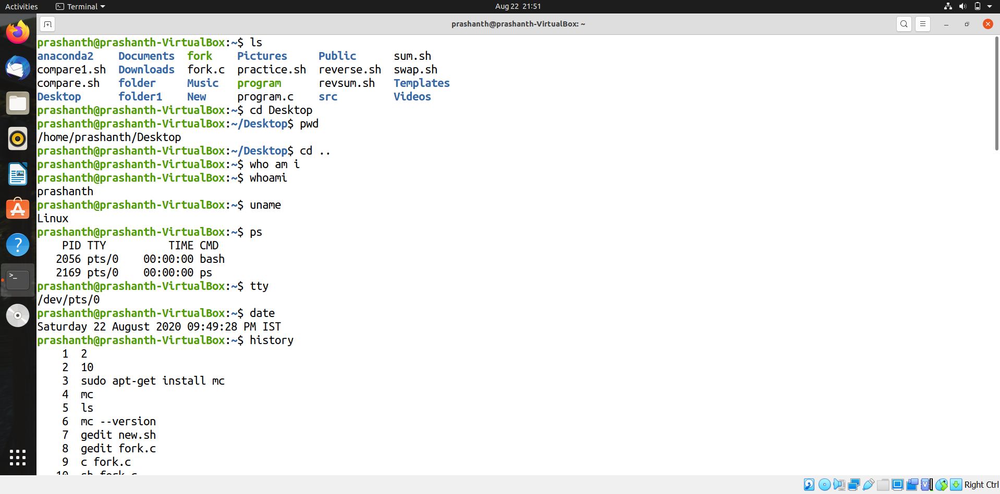 Activities Terminal Aug 22 21:51
prashanth@prashanth-VirtualBox: ~
prashanth@prashanth-VirtualBox:~$ ls
anaconda2 Documents fork Pictures Public sum.sh
compare1.sh Downloads fork.c practice.sh reverse.sh swap.sh
compare.sh folder Music program revsum.sh Templates
Desktop folder1 New program.c src Videos
prashanth@prashanth-VirtualBox:~$ cd Desktop
prashanth@prashanth-VirtualBox:~/Desktop$ pwd
/home/prashanth/Desktop
prashanth@prashanth-VirtualBox:~/Desktop$ cd ..
prashanth@prashanth-VirtualBox:~$ who am i
prashanth@prashanth-VirtualBox:~$ whoami
prashanth
prashanth@prashanth-VirtualBox:~$ uname
Linux
prashanth@prashanth-VirtualBox:~$ ps
PID TTY TIME CMD
2056 pts/0 00:00:00 bash
2169 pts/0 00:00:00 ps
prashanth@prashanth-VirtualBox:~$ tty
/dev/pts/0
prashanth@prashanth-VirtualBox:~$ date
Saturday 22 August 2020 09:49:28 PM IST
prashanth@prashanth-VirtualBox:~$ history
1 2
2 10
3 sudo apt-get install mc
4 mc
5 ls
6 mc --version
7 gedit new.sh
8 gedit fork.c
9 c fork.c
10 sh fork.c
Right Ctrl